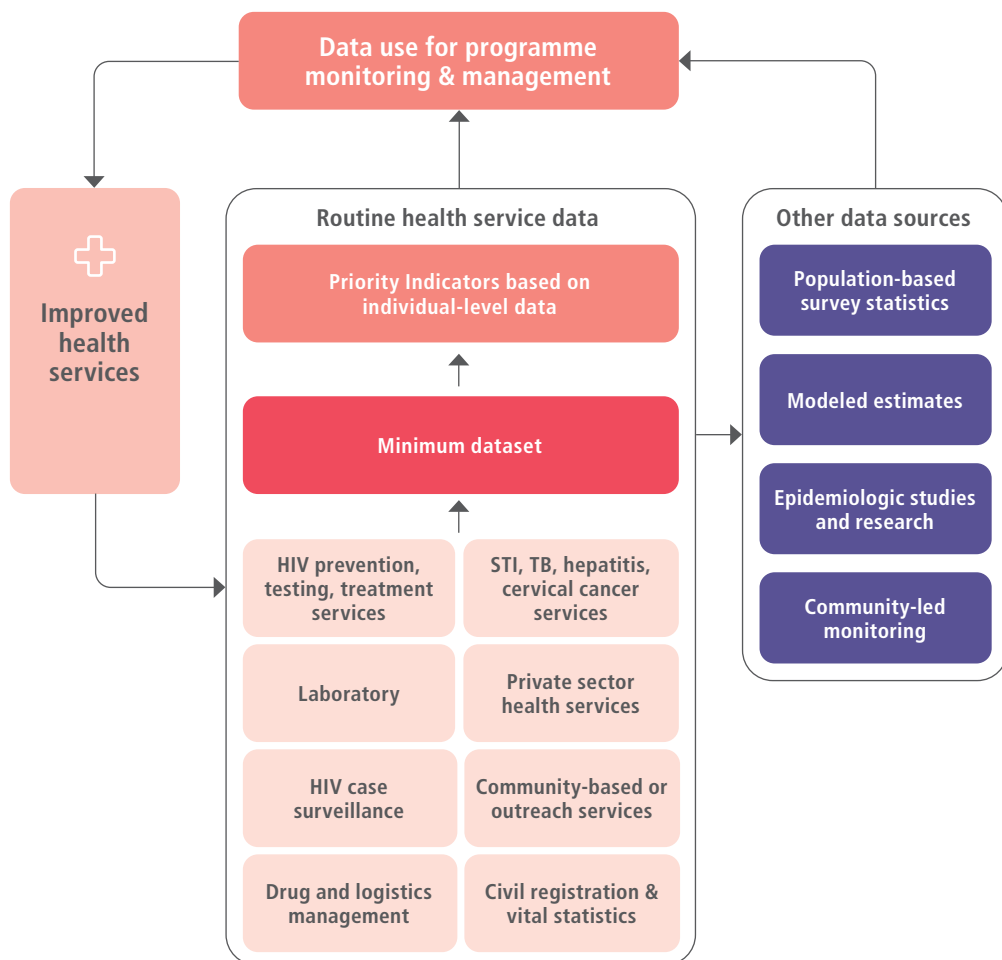 Data use for programme
monitoring & management
Improved
health
services
Routine health service data
Priority Indicators based on
individual-level data
Minimum dataset
HIV prevention,
testing, treatment
services
STI, TB, hepatitis,
cervical cancer
services
Laboratory
Private sector
health services
HIV case
surveillance
Community-based or
outreach services
Drug and logistics
management
Civil registration &
vital statistics
Other data sources
Population-based
survey statistics
Modeled estimates
Epidemiologic studies
and research
Community-led
monitoring